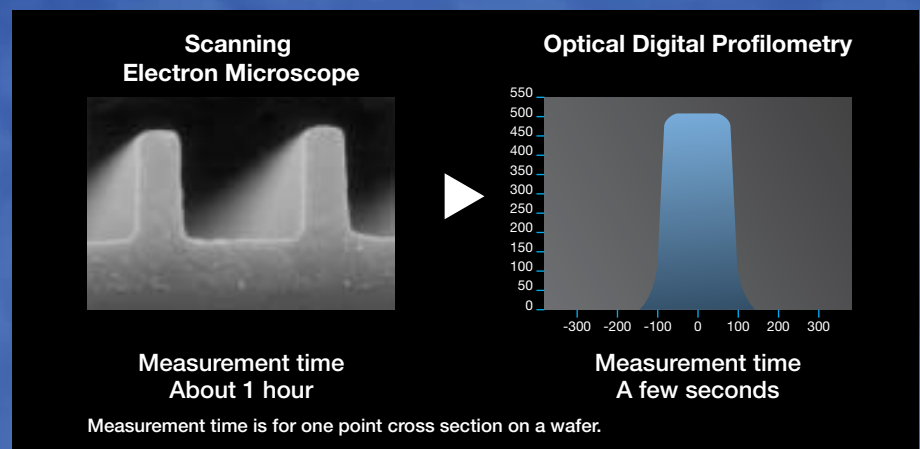 Scanning
Electron Microscope
Optical Digital Profilometry
550
500
450
400
350
300
250
200
150
100
50
0
-300 -200 -100 0 100 200 300
Measurement time
About 1 hour
Measurement time
A few seconds
Measurement time is for one point cross section on a wafer.